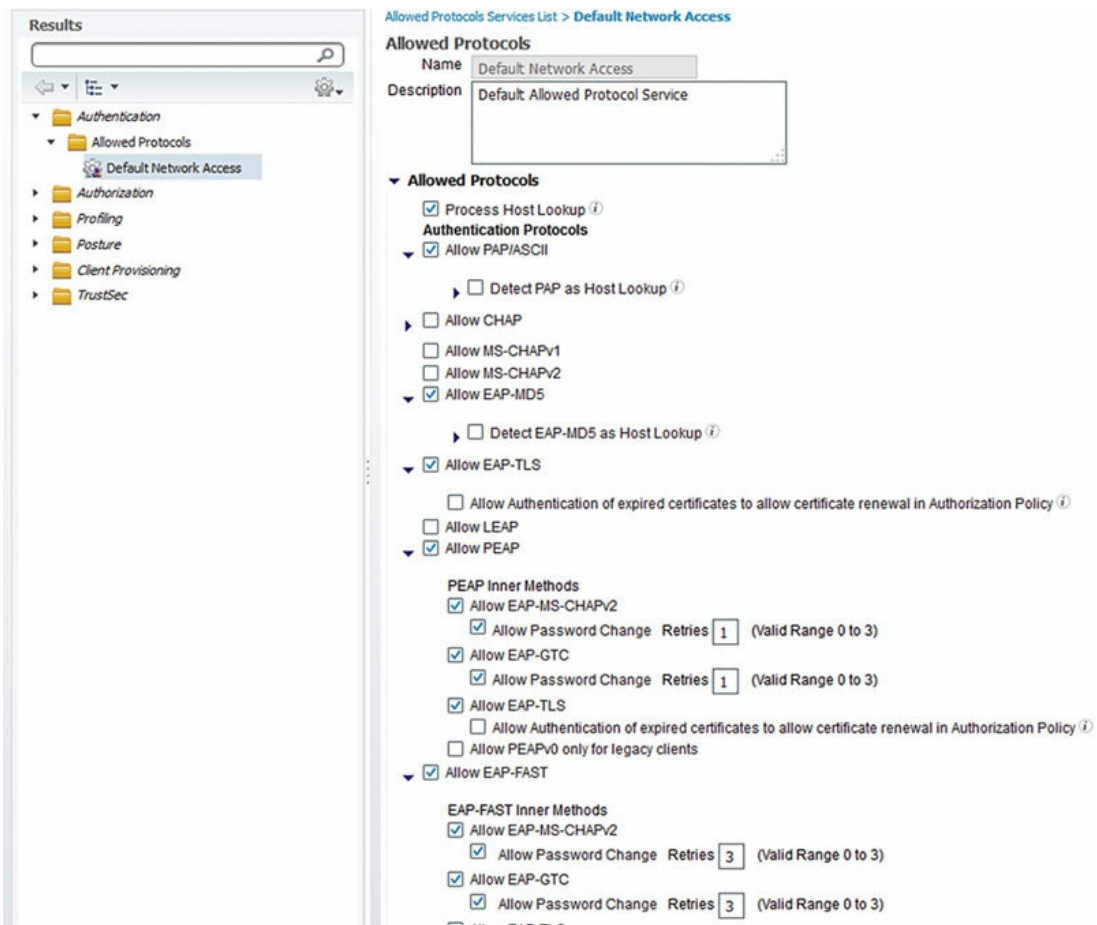 Results
Authentication
Allowed Protocols
Default Network Access
Authorization
Profiling
Posture
Client Provisioning
TrustSec
Allowed Protocols Services List > Default Network Access
Allowed Protocols
Name Default Network Access
Description Default Allowed Protocol Service
Allowed Protocols
Process Host Lookup
Authentication Protocols
Allow PAP/ASCII
Detect PAP as Host Lookup
Allow CHAP
Allow MS-CHAPv1
Allow MS-CHAPv2
Allow EAP-MD5
Detect EAP-MD5 as Host Lookup
Allow EAP-TLS
Allow Authentication of expired certificates to allow certificate renewal in Authorization Policy
Allow LEAP
Allow PEAP
PEAP Inner Methods
Allow EAP-MS-CHAPv2
Allow Password Change Retries 1 (Valid Range 0 to 3)
Allow EAP-GTC
Allow Password Change Retries 1 (Valid Range 0 to 3)
Allow EAP-TLS
Allow Authentication of expired certificates to allow certificate renewal in Authorization Policy
Allow PEAPv0 only for legacy clients
Allow EAP-FAST
EAP-FAST Inner Methods
Allow EAP-MS-CHAPv2
Allow Password Change Retries 3 (Valid Range 0 to 3)
Allow EAP-GTC
Allow Password Change Retries 3 (Valid Range 0 to 3)